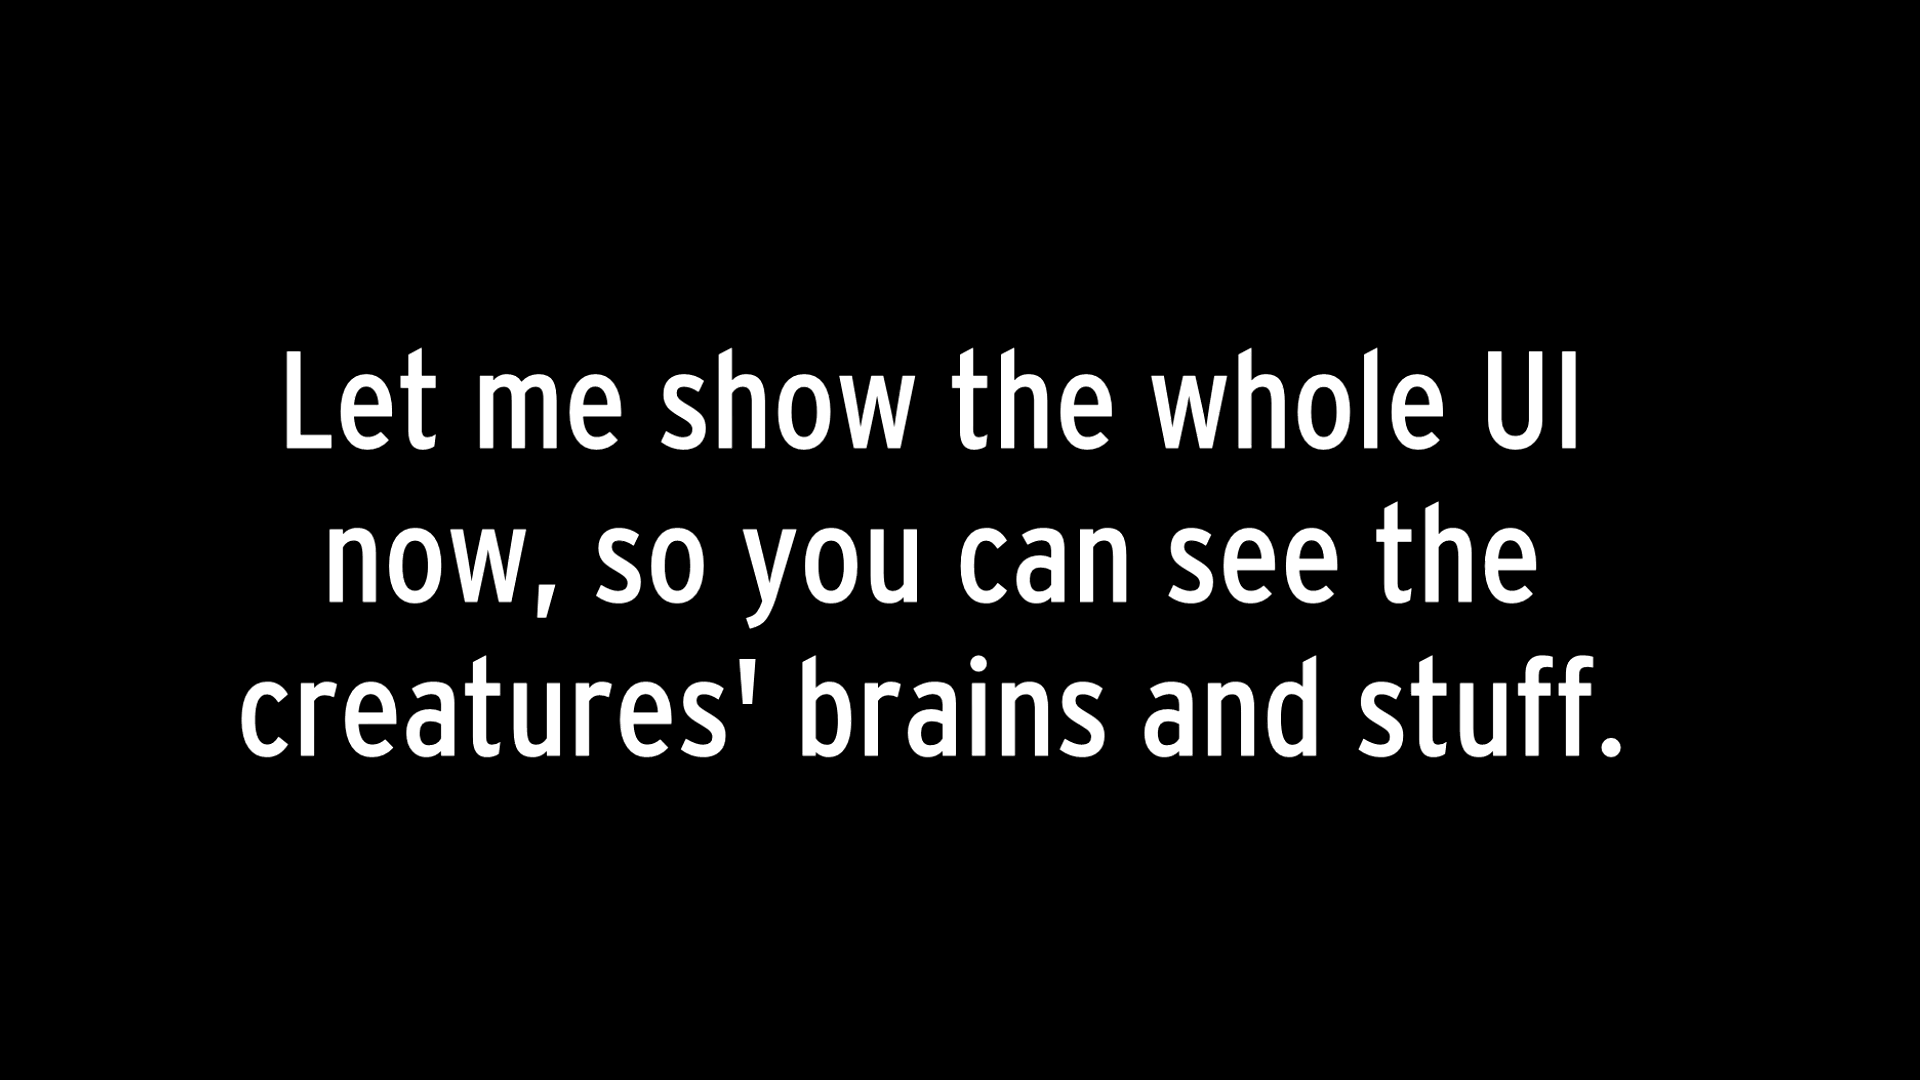 Let me show the whole UI
now, so you can see the
creatures' brains and stuff.